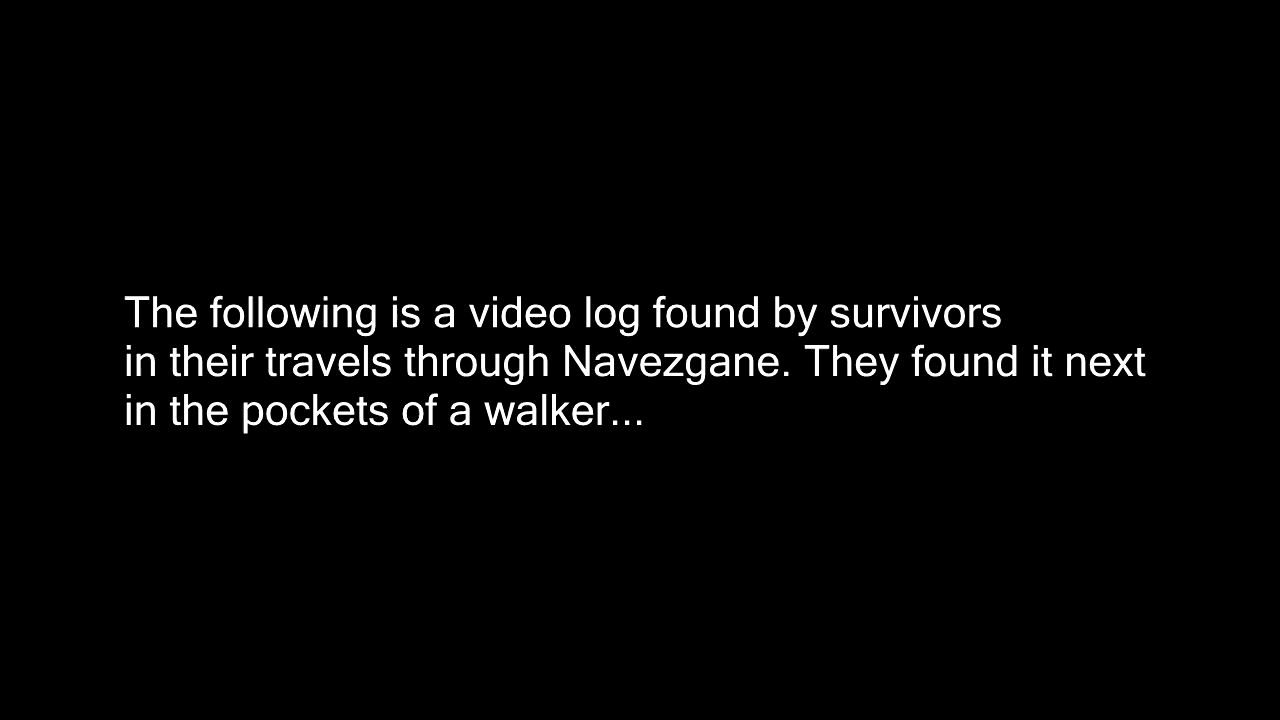 The following is a video log found by survivors
in their travels through Navezgane. They found it next
in the pockets of a walker...